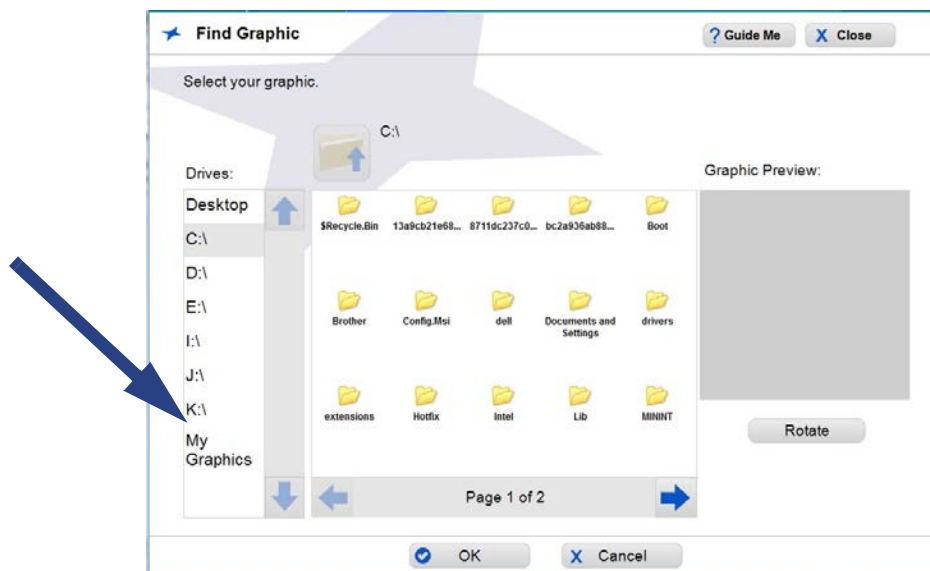 Find Graphic
? Guide Me
X Close
Select your graphic.
C:\
Drives:
Graphic Preview:
Desktop
C:\
D:\
E:\
I:\
J:\
K:\
My
Graphics
$Recycle.Bin 13a9cb21e68... 8711dc237c0... bc2a936ab88... Boot
Brother Config.Msi dell Documents and Settings drivers
extensions Hotfix Intel Lib MININT
Rotate
Page 1 of 2
OK
X Cancel